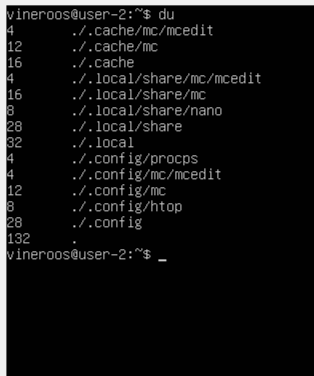 vineroos@user-2:~$ du
4 ./.cache/mc/mcedit
12 ./.cache/mc
16 ./.cache
4 ./.local/share/mc/mcedit
16 ./.local/share/mc
8 ./.local/share/nano
28 ./.local/share
32 ./.local
4 ./.config/procps
4 ./.config/mc/mcedit
12 ./.config/mc
8 ./.config/htop
28 ./.config
132 .
vineroos@user-2:~$ _